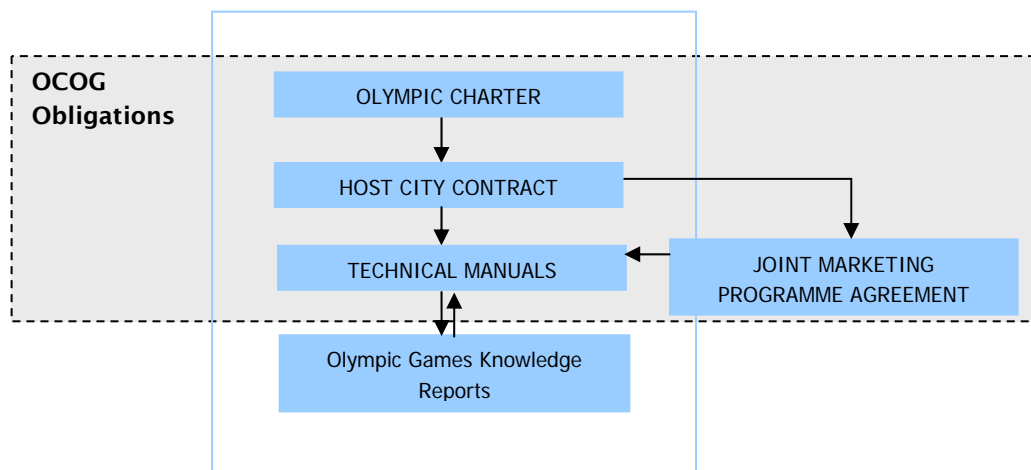 OCOG
Obligations
OLYMPIC CHARTER
HOST CITY CONTRACT
TECHNICAL MANUALS
JOINT MARKETING
PROGRAMME AGREEMENT
Olympic Games Knowledge
Reports